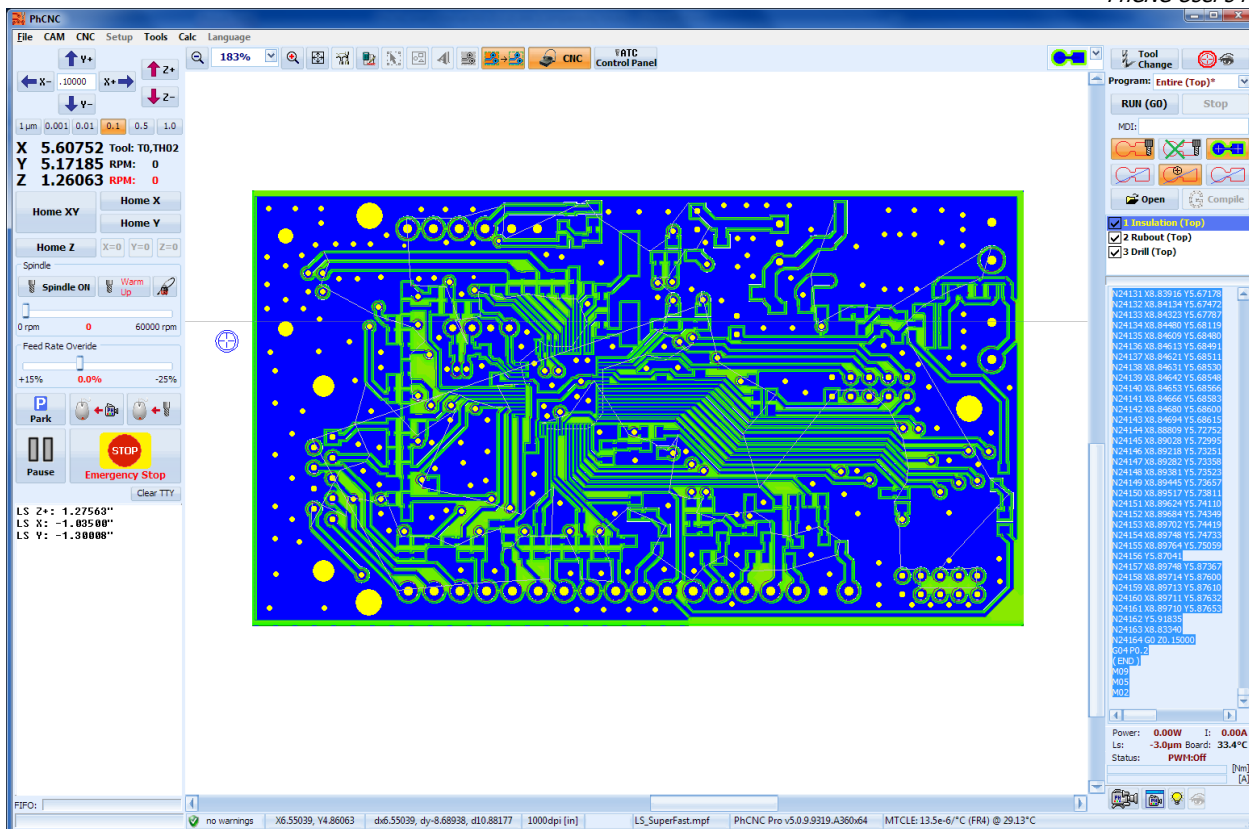 PhCNC
File CAM CNC Setup Tools Calc Language
Y+
X- .10000 X+
Y-
Z+
Z-
1 µm 0.001 0.01 0.1 0.5 1.0
X 5.60752 Tool: T0,TH02
Y 5.17185 RPM: 0
Z 1.26063 RPM: 0
Home XY
Home X
Home Y
Home Z
X=0 Y=0 Z=0
Spindle
Spindle ON
Warm Up
0 rpm 0 60000 rpm
Feed Rate Overide
+15% 0.0% -25%
P
Park
Pause
STOP
Emergency Stop
Clear TTY
LS Z+: 1.27563"
LS X: -1.03500"
LS Y: -1.30008"
FIFO:
183%
CNC
ATC
Control Panel
Tool
Change
Program: Entire (Top)*
RUN (G0) Stop
MDI:
Open Compile
1 Insulation (Top)
2 Rubout (Top)
3 Drill (Top)
N24131 X8.83916 Y5.67178
N24132 X8.84134 Y5.67472
N24133 X8.84323 Y5.67787
N24134 X8.84480 Y5.68119
N24135 X8.84609 Y5.68480
N24136 X8.84613 Y5.68491
N24137 X8.84621 Y5.68511
N24138 X8.84631 Y5.68530
N24139 X8.84642 Y5.68548
N24140 X8.84653 Y5.68566
N24141 X8.84666 Y5.68583
N24142 X8.84680 Y5.68600
N24143 X8.84694 Y5.68615
N24144 X8.88809 Y5.72752
N24145 X8.89028 Y5.72995
N24146 X8.89218 Y5.73251
N24147 X8.89282 Y5.73358
N24148 X8.89381 Y5.73523
N24149 X8.89445 Y5.73657
N24150 X8.89517 Y5.73811
N24151 X8.89624 Y5.74110
N24152 X8.89684 Y5.74349
N24153 X8.89702 Y5.74419
N24154 X8.89748 Y5.74733
N24155 X8.89764 Y5.75059
N24156 Y5.87041
N24157 X8.89748 Y5.87367
N24158 X8.89714 Y5.87600
N24159 X8.89713 Y5.87610
N24160 X8.89711 Y5.87632
N24161 X8.89710 Y5.87653
N24162 Y5.91835
N24163 X8.83340
N24164 G0 Z0.15000
G04 P0.2
( END )
M09
M05
M02
Power: 0.00W I: 0.00A
Ls: -3.0µm Board: 33.4°C
Status: PWM:Off
[Nm]
[A]
no warnings X6.55039, Y4.86063 dx6.55039, dy-8.68938, d10.88177 1000dpi [in] LS_SuperFast.mpf PhCNC Pro v5.0.9.9319.A360x64 MTCLE: 13.5e-6/°C (FR4) @ 29.13°C